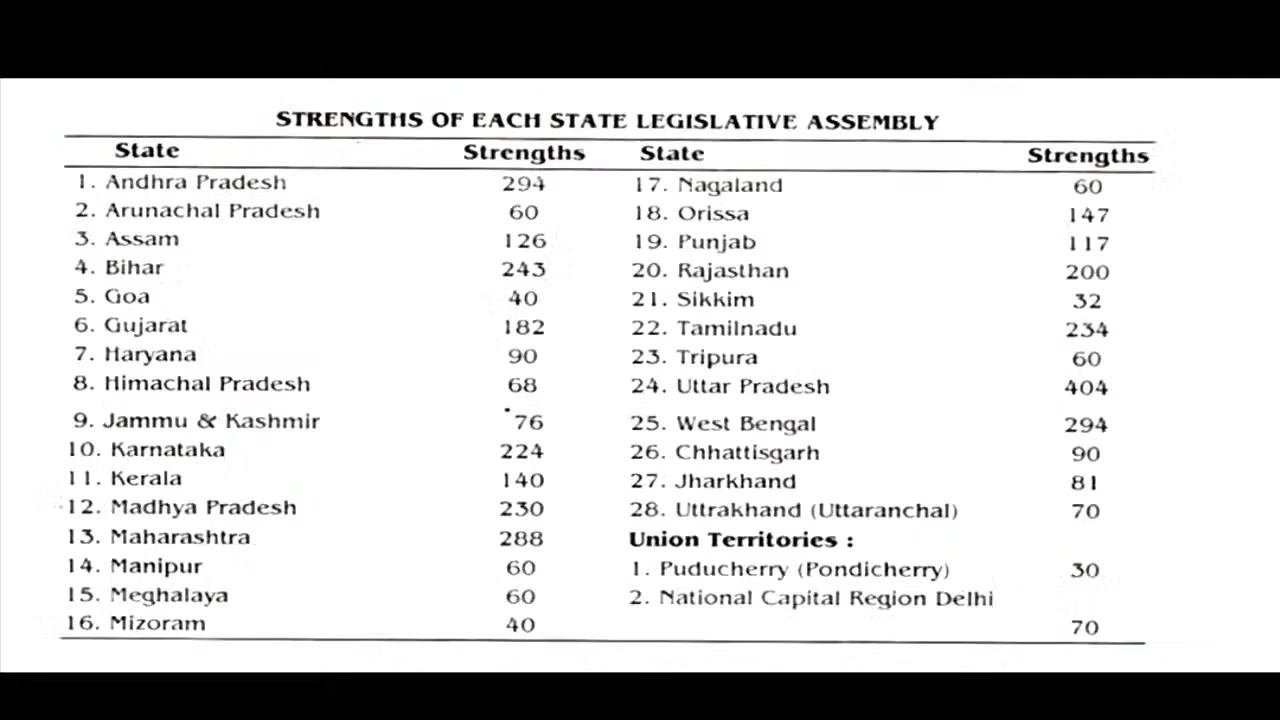 STRENGTHS OF EACH STATE LEGISLATIVE ASSEMBLY
State Strengths State Strengths
1. Andhra Pradesh 294 17. Nagaland 60
2. Arunachal Pradesh 60 18. Orissa 147
3. Assam 126 19. Punjab 117
4. Bihar 243 20. Rajasthan 200
5. Goa 40 21. Sikkim 32
6. Gujarat 182 22. Tamilnadu 234
7. Haryana 90 23. Tripura 60
8. Himachal Pradesh 68 24. Uttar Pradesh 404
9. Jammu & Kashmir 76 25. West Bengal 294
10. Karnataka 224 26. Chhattisgarh 90
11. Kerala 140 27. Jharkhand 81
12. Madhya Pradesh 230 28. Uttrakhand (Uttaranchal) 70
13. Maharashtra 288 Union Territories :
14. Manipur 60 1. Puducherry (Pondicherry) 30
15. Meghalaya 60 2. National Capital Region Delhi
16. Mizoram 40 70